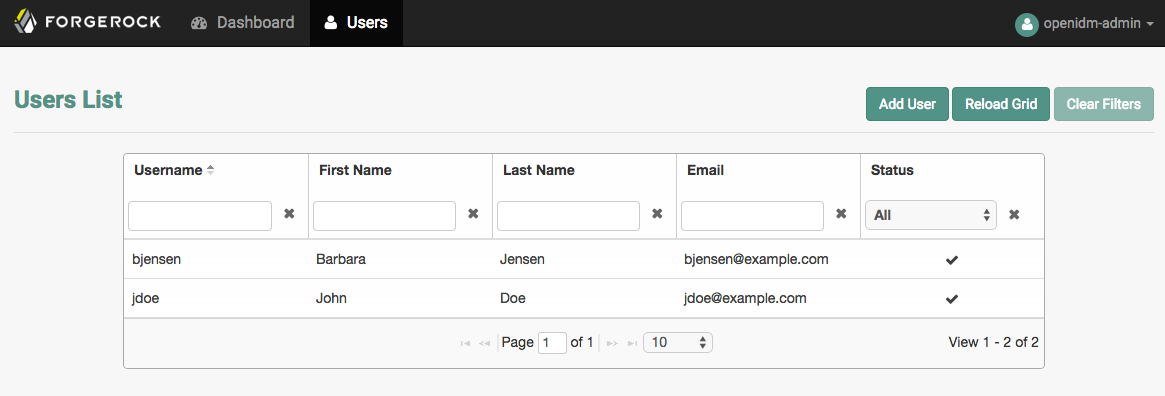 FORGEROCK Dashboard Users openidm-admin
Users List Add User Reload Grid Clear Filters
Username First Name Last Name Email Status
All
bjensen Barbara Jensen bjensen@example.com
jdoe John Doe jdoe@example.com
Page 1 of 1 10 View 1 - 2 of 2